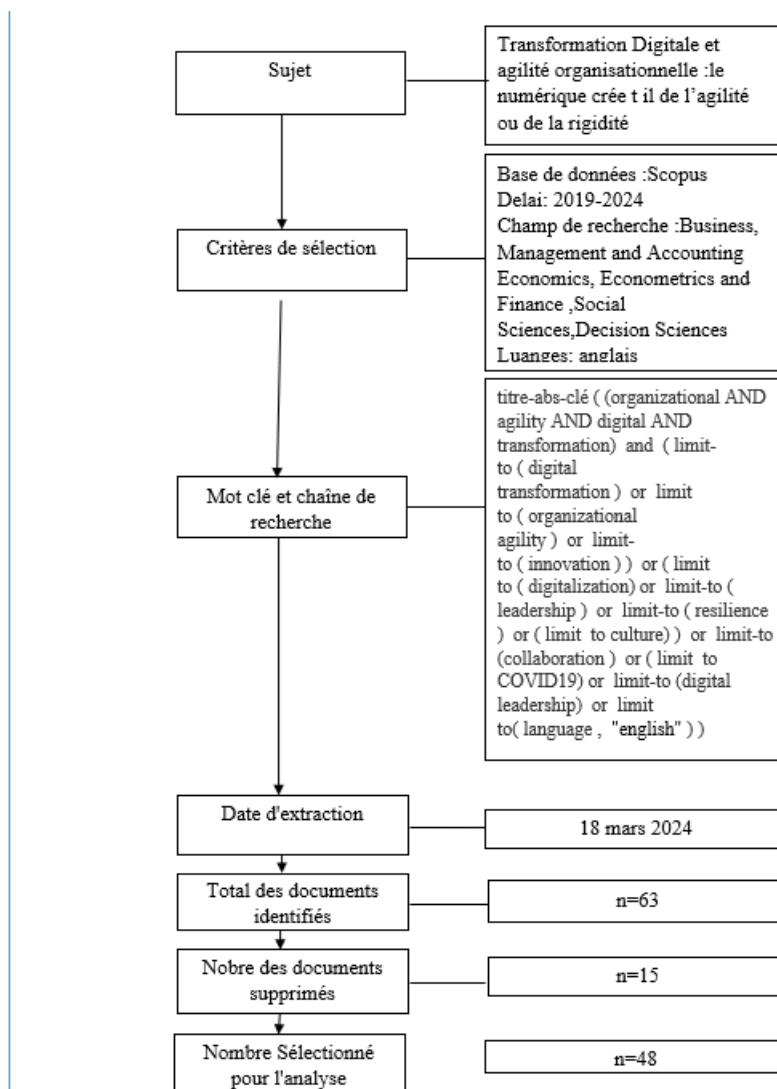 Sujet
Transformation Digitale et
agilité organisationnelle :le
numérique crée t il de l’agilité
ou de la rigidité
Critères de sélection
Base de données :Scopus
Delai: 2019-2024
Champ de recherche :Business,
Management and Accounting
Economics, Econometrics and
Finance ,Social
Sciences,Decision Sciences
Luanges: anglais
Mot clé et chaîne de
recherche
titre-abs-clé ( (organizational AND
agility AND digital AND
transformation) and ( limit-
to ( digital
transformation ) or limit
to ( organizational
agility ) or limit-
to ( innovation ) ) or ( limit
to ( digitalization) or limit-to (
leadership ) or limit-to ( resilience
) or ( limit to culture) ) or limit-to
(collaboration ) or ( limit to
COVID19) or limit-to (digital
leadership) or limit
to( language , "english" ) )
Date d'extraction
18 mars 2024
Total des documents
identifiés
n=63
Nobre des documents
supprimés
n=15
Nombre Sélectionné
pour l'analyse
n=48